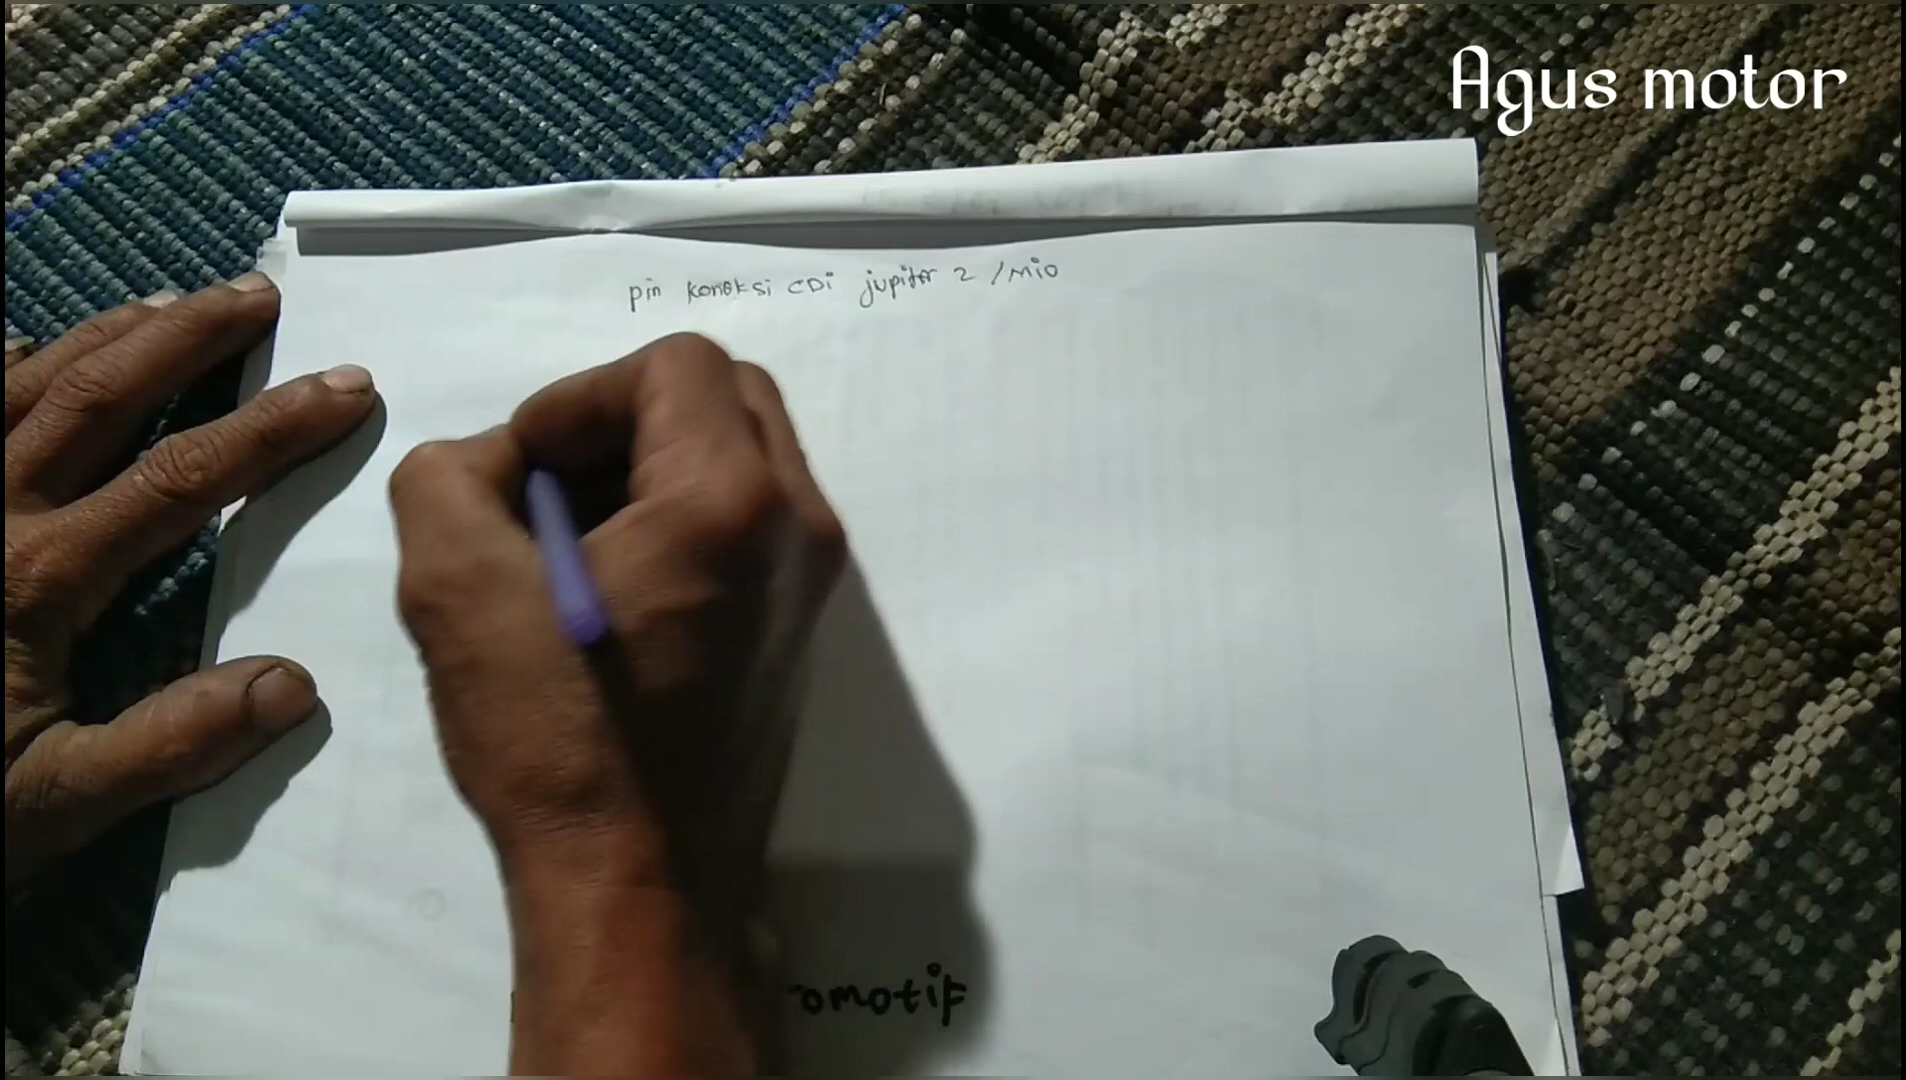 Agus motor
pin koneksi CDi jupiter 2 /Mio
omotif